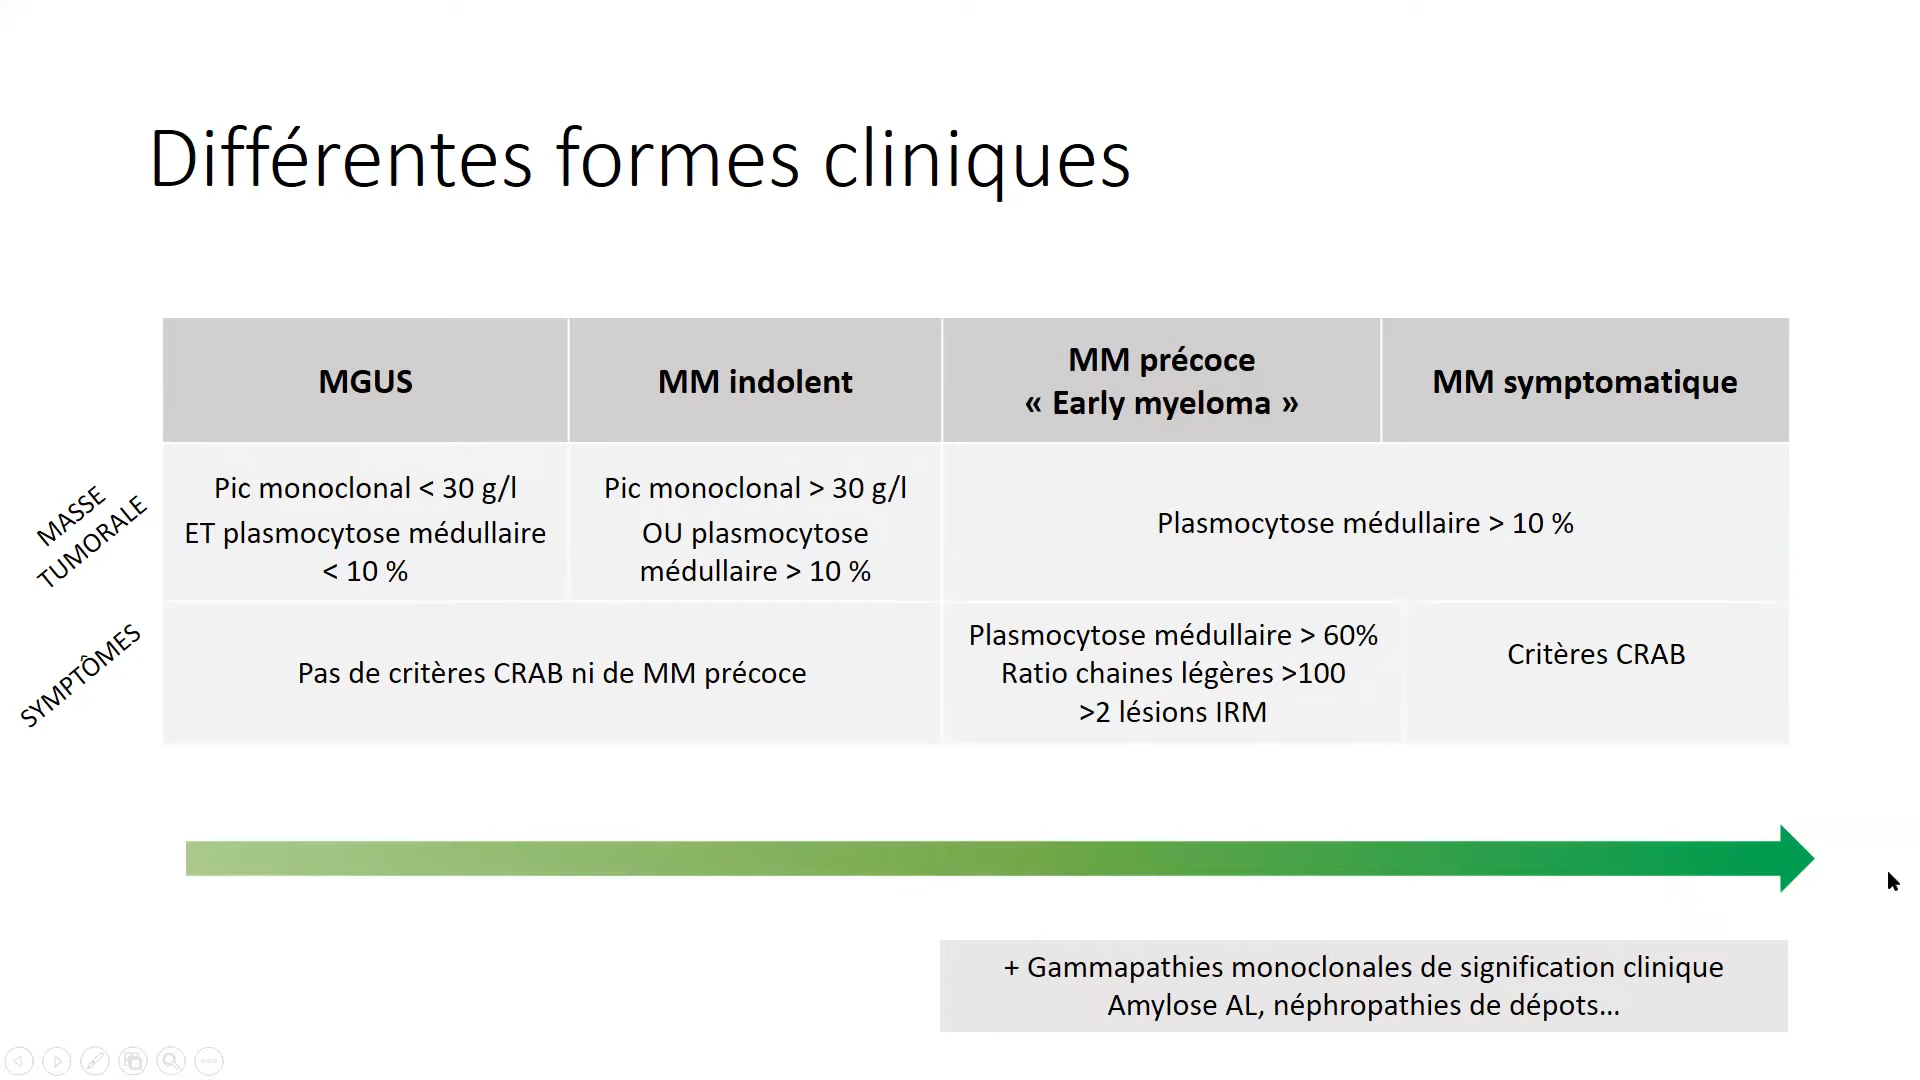 Différentes formes cliniques
MGUS
MM indolent
MM précoce
« Early myeloma »
MM symptomatique
MASSE
TUMORALE
Pic monoclonal < 30 g/l
ET plasmocytose médullaire
< 10 %
Pic monoclonal > 30 g/l
OU plasmocytose
médullaire > 10 %
Plasmocytose médullaire > 10 %
SYMPTÔMES
Pas de critères CRAB ni de MM précoce
Plasmocytose médullaire > 60%
Ratio chaines légères >100
>2 lésions IRM
Critères CRAB
+ Gammapathies monoclonales de signification clinique
Amylose AL, néphropathies de dépots...